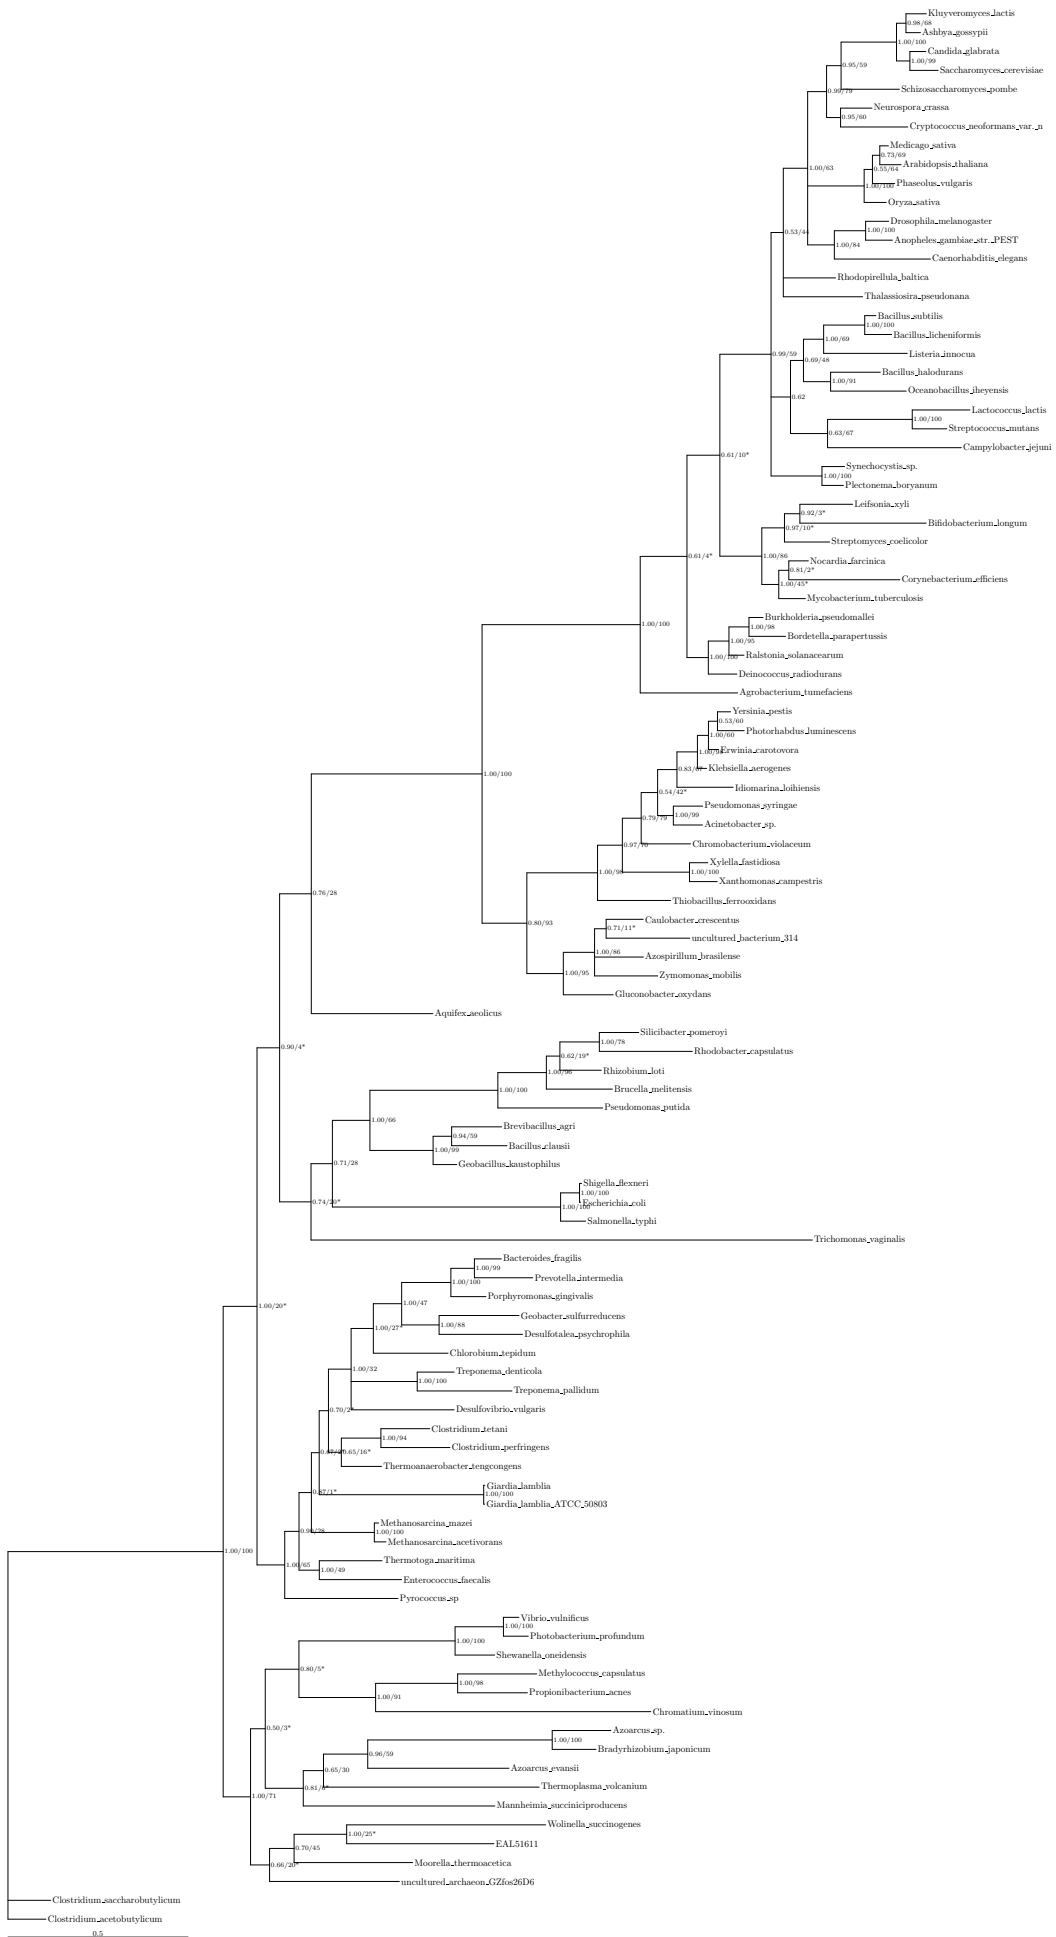 Kluyveromyces_lactis
0.98/68
Ashbya_gossypii
1.00/100
Candida_glabrata
1.00/99
Saccharomyces_cerevisiae
0.95/59
Schizosaccharomyces_pombe
0.99/79
Neurospora_crassa
0.95/60
Cryptococcus_neoformans_var._n
Medicago_sativa
0.73/69
Arabidopsis_thaliana
0.55/64
1.00/63
Phaseolus_vulgaris
1.00/100
Oryza_sativa
Drosophila_melanogaster
1.00/100
0.53/44
Anopheles_gambiae_str._PEST
1.00/84
Caenorhabditis_elegans
Rhodopirellula_baltica
Thalassiosira_pseudonana
Bacillus_subtilis
1.00/100
Bacillus_licheniformis
1.00/69
Listeria_innocua
0.99/59
0.69/48
Bacillus_halodurans
1.00/91
Oceanobacillus_iheyensis
0.62
Lactococcus_lactis
1.00/100
Streptococcus_mutans
0.63/67
Campylobacter_jejuni
0.61/10*
Synechocystis_sp.
1.00/100
Plectonema_boryanum
Leifsonia_xyli
0.92/3*
Bifidobacterium_longum
0.97/10*
Streptomyces_coelicolor
0.61/4*
1.00/86
Nocardia_farcinica
0.81/2*
Corynebacterium_efficiens
1.00/45*
Mycobacterium_tuberculosis
Burkholderia_pseudomallei
1.00/100
1.00/98
Bordetella_parapertussis
1.00/95
Ralstonia_solanacearum
1.00/100
Deinococcus_radiodurans
Agrobacterium_tumefaciens
Yersinia_pestis
0.53/60
Photorhabdus_luminescens
1.00/60
Erwinia_carotovora
Klebsiella_aerogenes
1.00/100
Idiomarina_loihiensis
0.54/42*
Pseudomonas_syringae
1.00/99
0.79/79
Acinetobacter_sp.
Chromobacterium_violaceum
0.97/70
Xylella_fastidiosa
1.00/100
1.00/98
Xanthomonas_campestris
0.76/28
Thiobacillus_ferrooxidans
Caulobacter_crescentus
0.80/93
0.71/11*
uncultured_bacterium_314
1.00/86
Azospirillum_brasilense
1.00/95
Zymomonas_mobilis
Gluconobacter_oxydans
Aquifex_aeolicus
Silicibacter_pomeroyi
1.00/78
0.90/4*
Rhodobacter_capsulatus
0.62/19*
Rhizobium_loti
1.00/96
Brucella_melitensis
1.00/100
Pseudomonas_putida
1.00/66
Brevibacillus_agri
0.94/59
Bacillus_clausii
1.00/99
0.71/28
Geobacillus_kaustophilus
Shigella_flexneri
1.00/100
Escherichia_coli
0.74/20*
1.00/100
Salmonella_typhi
Trichomonas_vaginalis
Bacteroides_fragilis
1.00/99
Prevotella_intermedia
1.00/100
Porphyromonas_gingivalis
1.00/47
1.00/20*
Geobacter_sulfurreducens
1.00/88
1.00/27*
Desulfotalea_psychrophila
Chlorobium_tepidum
1.00/32
Treponema_denticola
1.00/100
Treponema_pallidum
0.70/2*
Desulfovibrio_vulgaris
Clostridium_tetani
1.00/94
Clostridium_perfringens
0.65/16*
Thermoanaerobacter_tengcongens
Giardia_lamblia
1.00/100
Giardia_lamblia_ATCC_50803
Methanosarcina_mazei
1.00/100
Methanosarcina_acetivorans
1.00/100
Thermotoga_maritima
1.00/65
1.00/49
Enterococcus_faecalis
Pyrococcus_sp
Vibrio_vulnificus
1.00/100
Photobacterium_profundum
1.00/100
Shewanella_oneidensis
0.80/5*
Methylococcus_capsulatus
1.00/98
Propionibacterium_acnes
1.00/91
Chromatium_vinosum
0.50/3*
Azoarcus_sp.
1.00/100
Bradyrhizobium_japonicum
0.96/59
Azoarcus_evansii
0.65/30
Thermoplasma_volcanium
1.00/71
Mannheimia_succiniciproducens
Wolinella_succinogenes
1.00/25*
EAL51611
0.70/45
Moorella_thermoacetica
0.66/20*
uncultured_archaeon_GZfos26D6
Clostridium_saccharobutylicum
Clostridium_acetobutylicum
0.5